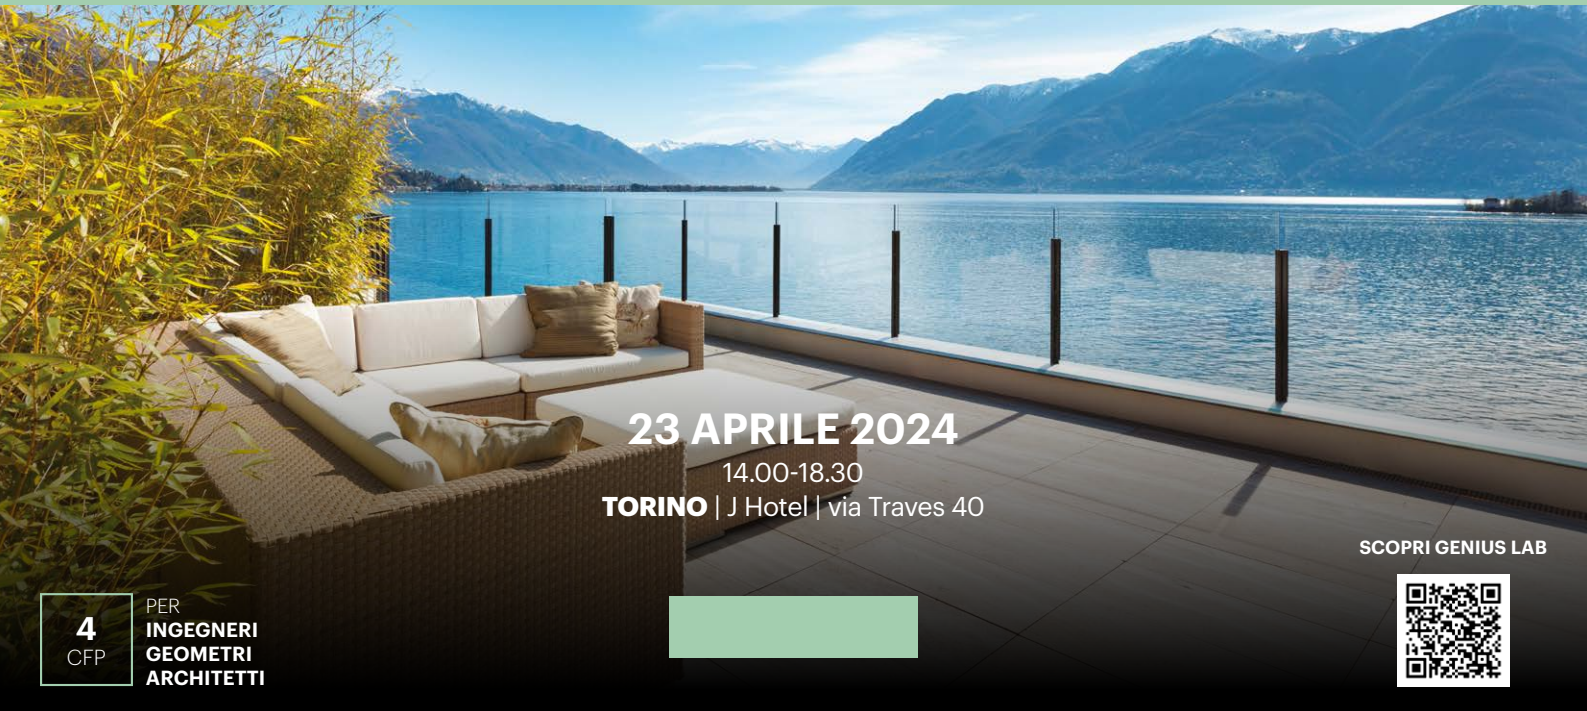 23 APRILE 2024
14.00-18.30
TORINO | J Hotel | via Traves 40
SCOPRI GENIUS LAB
4
CFP
PER
INGEGNERI
GEOMETRI
ARCHITETTI